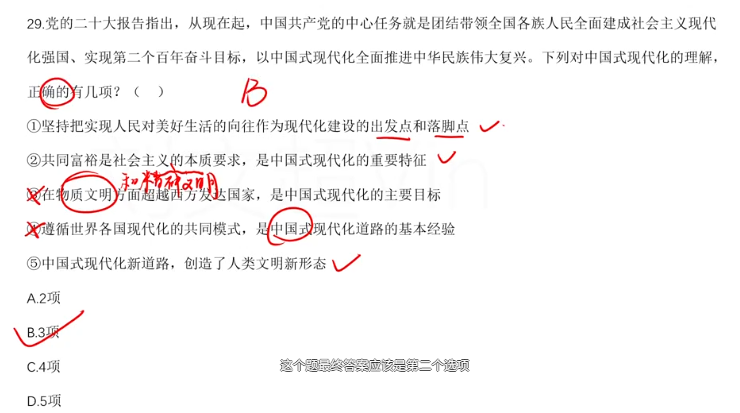 29.党的二十大报告指出，从现在起，中国共产党的中心任务就是团结带领全国各族人民全面建成社会主义现代
化强国、实现第二个百年奋斗目标，以中国式现代化全面推进中华民族伟大复兴。下列对中国式现代化的理解，
正确的有几项？（ ） B
①坚持把实现人民对美好生活的向往作为现代化建设的出发点和落脚点
②共同富裕是社会主义的本质要求，是中国式现代化的重要特征
和精神文明
③在物质文明方面超越西方发达国家，是中国式现代化的主要目标
④遵循世界各国现代化的共同模式，是中国式现代化道路的基本经验
⑤中国式现代化新道路，创造了人类文明新形态
A.2项
B.3项
C.4项
这个题最终答案应该是第二个选项
D.5项